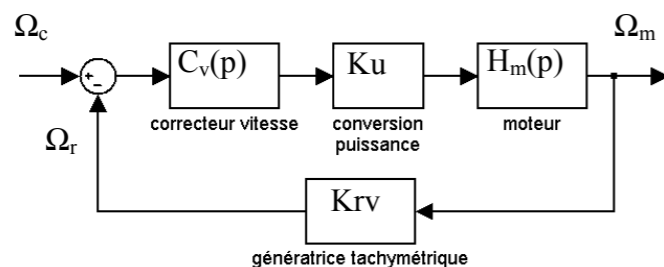 Ωc
Ωm
+
-
Cv(p)
Ku
Hm(p)
correcteur vitesse
conversion
puissance
moteur
Ωr
Krv
génératrice tachymétrique